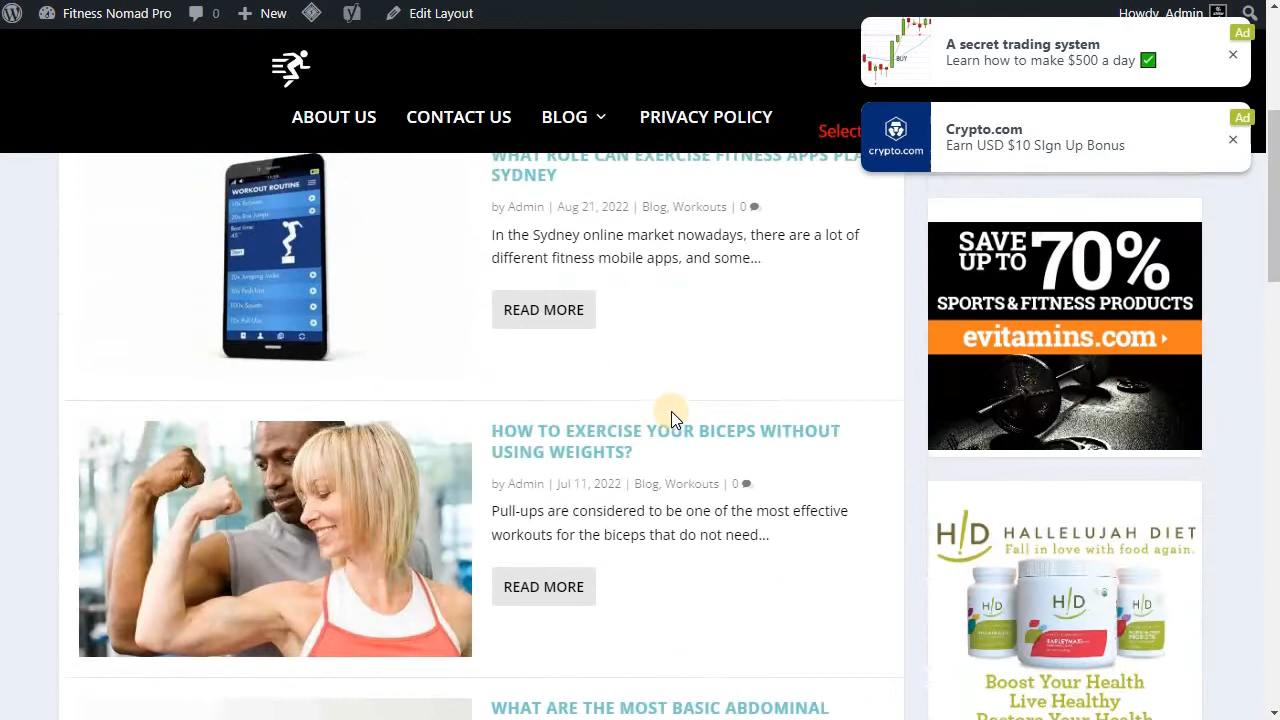 Fitness Nomad Pro 0 New Edit Layout Howdy, Admin
Ad
A secret trading system
Learn how to make $500 a day
BUY
ABOUT US CONTACT US BLOG PRIVACY POLICY Select
Ad
Crypto.com
Earn USD $10 SIgn Up Bonus
crypto.com
WHAT ROLE CAN EXERCISE FITNESS APPS PLA
SYDNEY
by Admin | Aug 21, 2022 | Blog, Workouts | 0
In the Sydney online market nowadays, there are a lot of
different fitness mobile apps, and some...
READ MORE
WORKOUT ROUTINE
HOW TO EXERCISE YOUR BICEPS WITHOUT
USING WEIGHTS?
by Admin | Jul 11, 2022 | Blog, Workouts | 0
Pull-ups are considered to be one of the most effective
workouts for the biceps that do not need...
READ MORE
WHAT ARE THE MOST BASIC ABDOMINAL
SAVE
UP TO 70%
SPORTS & FITNESS PRODUCTS
evitamins.com
H/D HALLELUJAH DIET
Fall in love with food again.
H/D H/D H/D
BARLEYMAX
Boost Your Health
Live Healthy
Restore Your Health